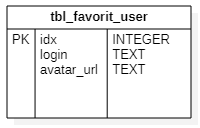 tbl_favorit_user
PK idx INTEGER
login TEXT
avatar_url TEXT